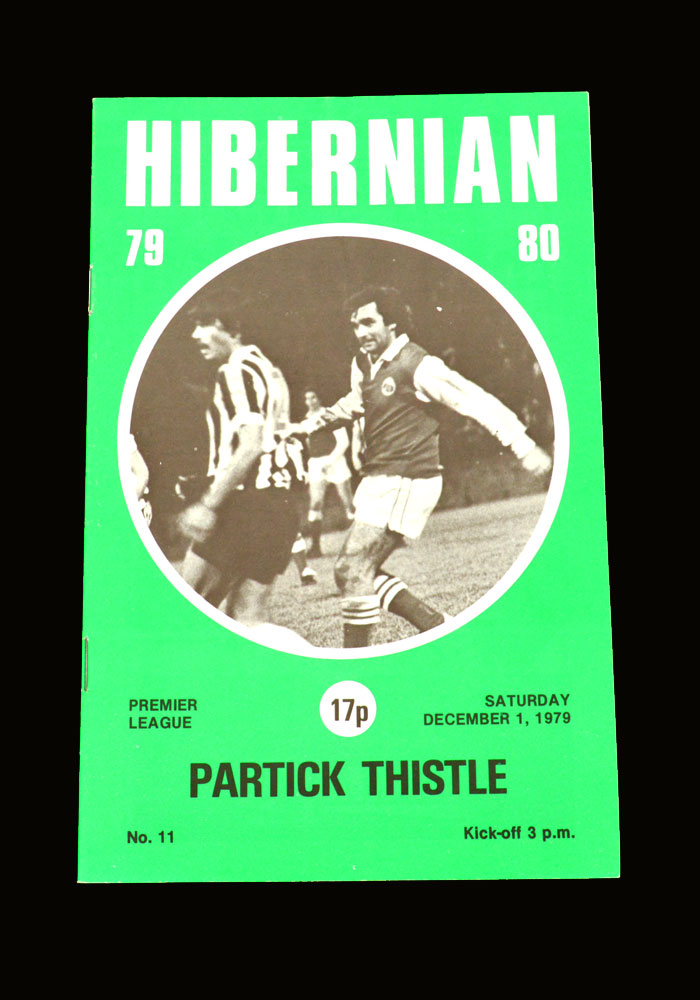 HIBERNIAN
79 80
PREMIER
LEAGUE
17p
SATURDAY
DECEMBER 1, 1979
PARTICK THISTLE
No. 11
Kick-off 3 p.m.